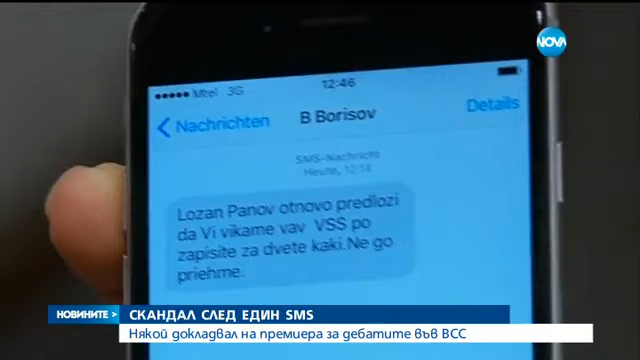 NOVA
Mtel 3G
12:46
Nachrichten
B Borisov
Details
SMS-Nachricht
Heute, 12:14
Lozan Panov otnovo predlozi
da Vi vikame vav VSS po
zapisite za dvete kaki.Ne go
priehme.
НОВИНИТЕ
СКАНДАЛ СЛЕД ЕДИН SMS
НЯКОЙ ДОКЛАДВАЛ НА ПРЕМИЕРА ЗА ДЕБАТИТЕ ВЪВ ВСС